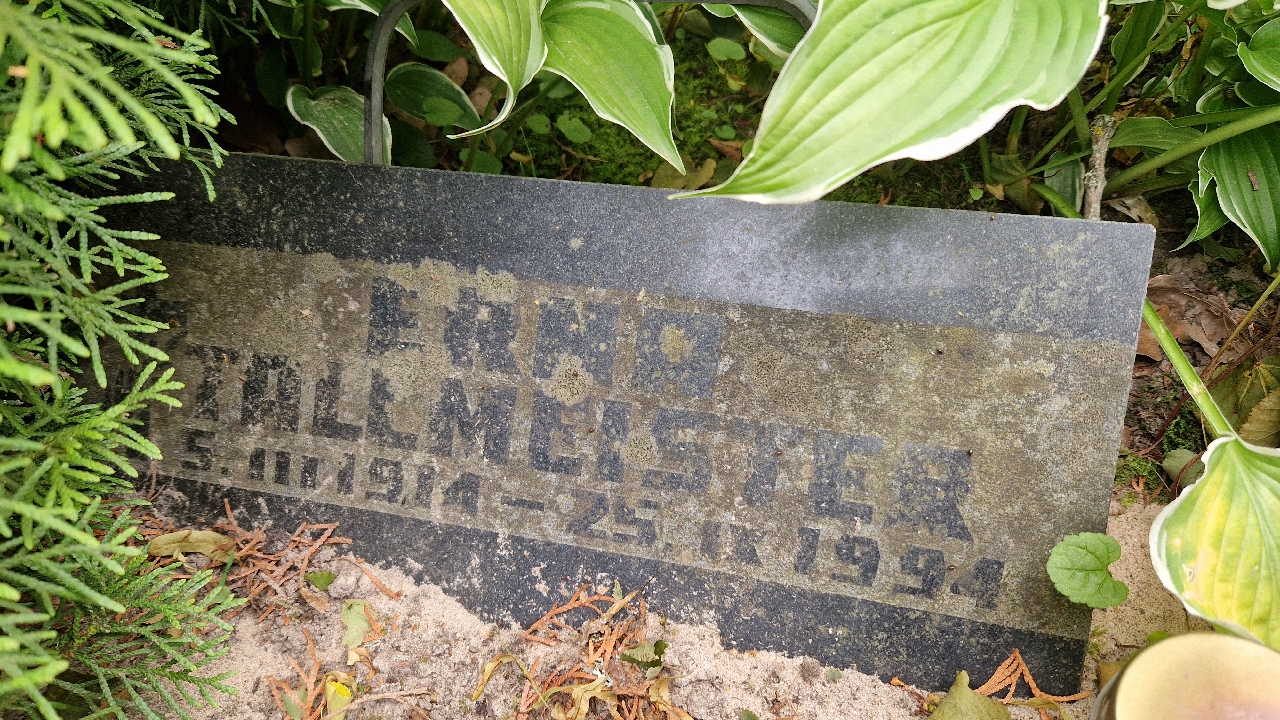 ERNO
TALLMEISTER
5. III 1914 – 25. IX 1994